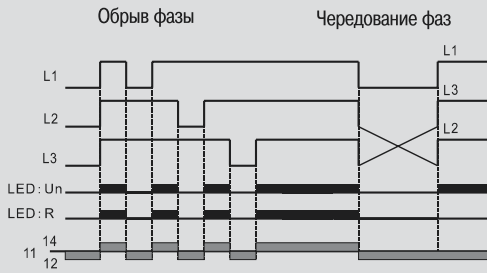 Обрыв фазы
Чередование фаз
L1
L1
L3
L2
L2
L3
LED: Un
LED: R
14
11
12